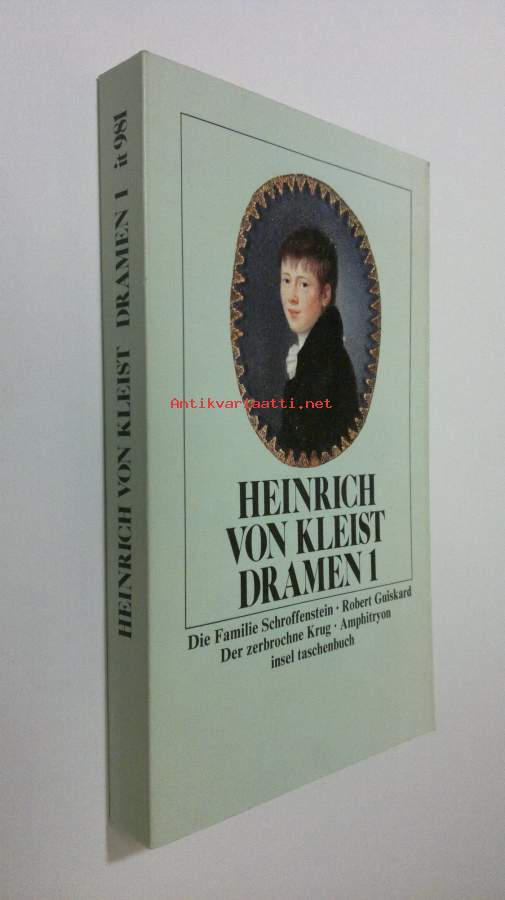 HEINRICH VON KLEIST DRAMEN 1 it 981
Antikvariaatti.net
HEINRICH
VON KLEIST
DRAMEN 1
Die Familie Schroffenstein · Robert Guiskard
Der zerbrochne Krug · Amphitryon
insel taschenbuch